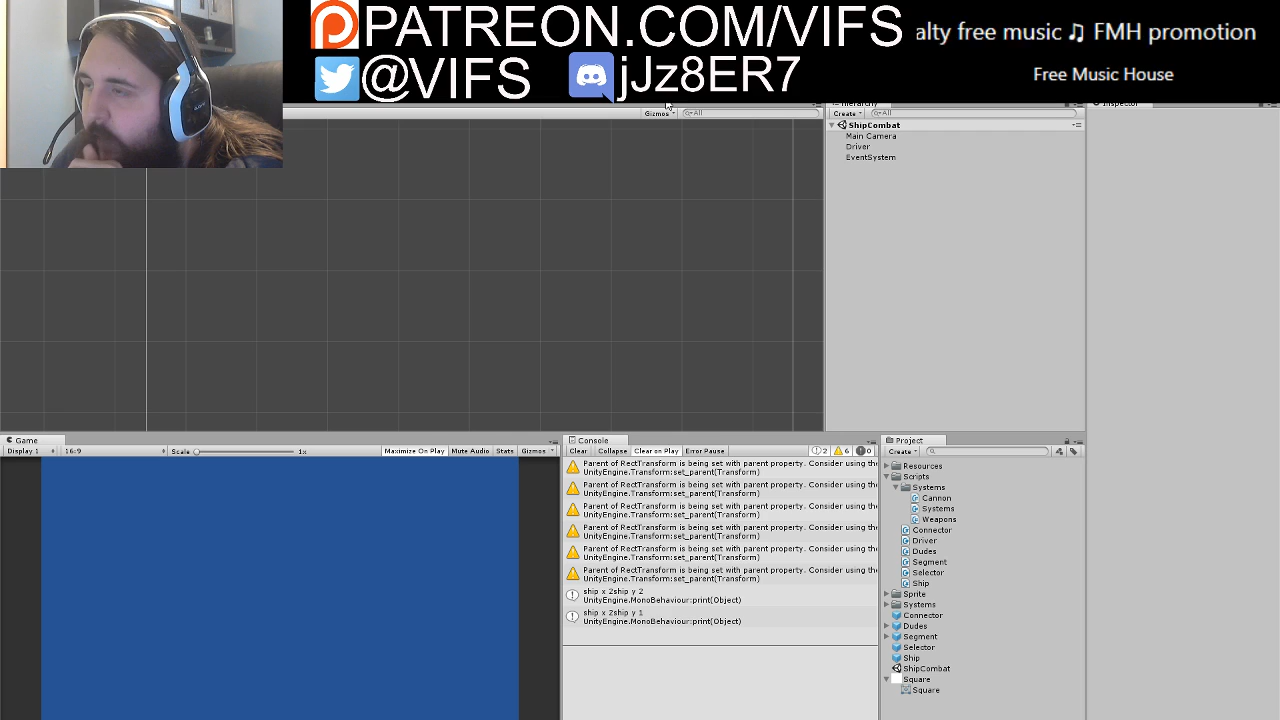 PATREON.COM/VIFS
@VIFS
jJz8ER7
alty free music ♫ FMH promotion
Free Music House
Gizmos
All
Hierarchy
Inspector
Create
All
ShipCombat
Main Camera
Driver
EventSystem
Game
Display 1
16:9
Scale
1x
Maximize On Play
Mute Audio
Stats
Gizmos
Console
Clear
Collapse
Clear on Play
Error Pause
2
6
0
Parent of RectTransform is being set with parent property. Consider using the
UnityEngine.Transform:set_parent(Transform)
Parent of RectTransform is being set with parent property. Consider using the
UnityEngine.Transform:set_parent(Transform)
Parent of RectTransform is being set with parent property. Consider using the
UnityEngine.Transform:set_parent(Transform)
Parent of RectTransform is being set with parent property. Consider using the
UnityEngine.Transform:set_parent(Transform)
Parent of RectTransform is being set with parent property. Consider using the
UnityEngine.Transform:set_parent(Transform)
Parent of RectTransform is being set with parent property. Consider using the
UnityEngine.Transform:set_parent(Transform)
ship x 2ship y 2
UnityEngine.MonoBehaviour:print(Object)
ship x 2ship y 1
UnityEngine.MonoBehaviour:print(Object)
Project
Create
Resources
Scripts
Systems
Cannon
Systems
Weapons
Connector
Driver
Dudes
Segment
Selector
Ship
Sprite
Systems
Connector
Dudes
Segment
Selector
Ship
ShipCombat
Square
Square